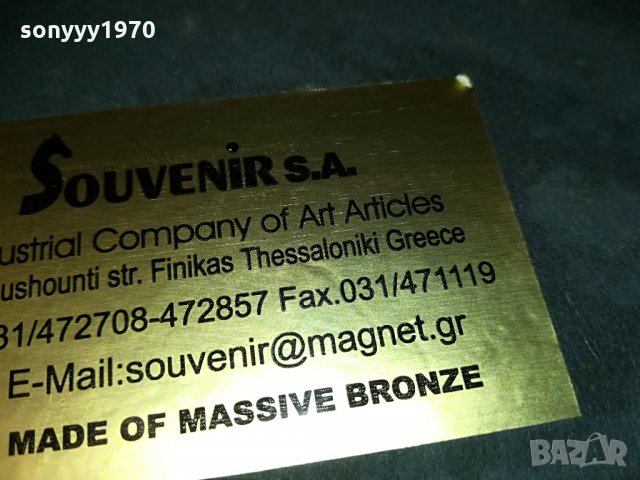 sonyyy1970
SOUVENIR S.A.
ustrial Company of Art Articles
ushounti str. Finikas Thessaloniki Greece
31/472708-472857 Fax.031/471119
E-Mail:souvenir@magnet.gr
MADE OF MASSIVE BRONZE
BAZAR